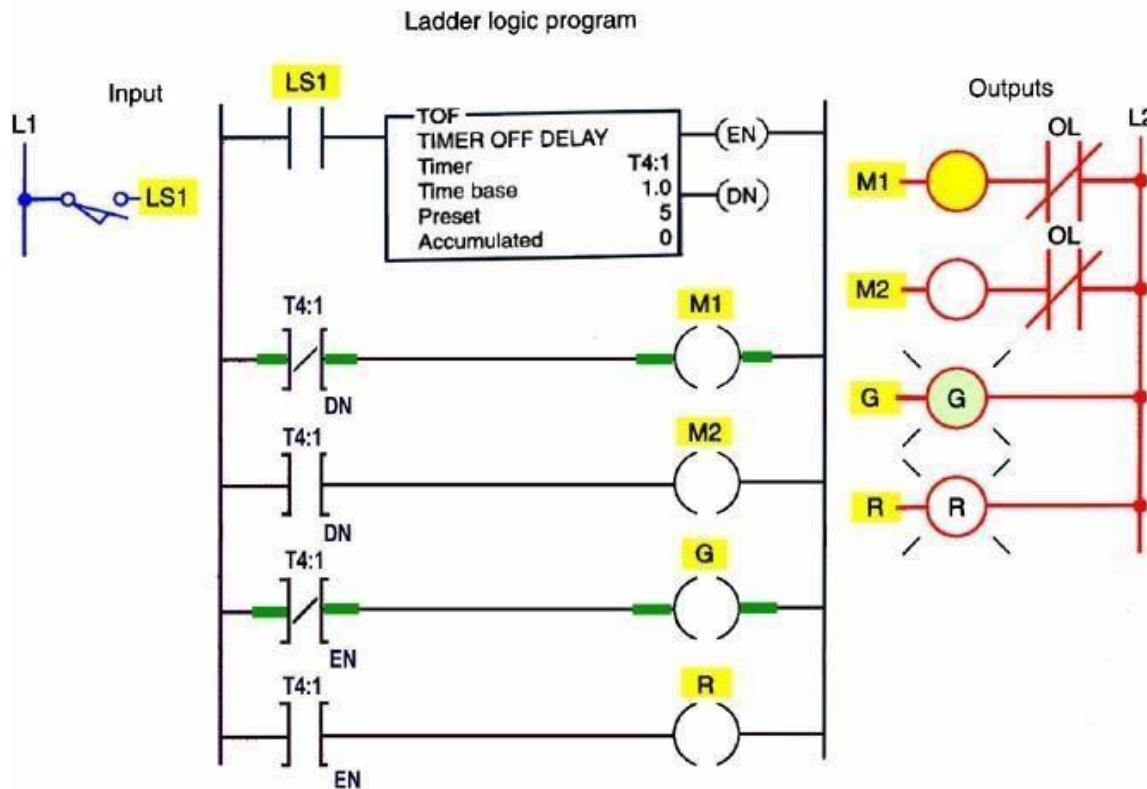 Ladder logic program
Input
L1
LS1
LS1
TOF
TIMER OFF DELAY
Timer T4:1
Time base 1.0
Preset 5
Accumulated 0
EN
DN
T4:1
DN
M1
T4:1
DN
M2
T4:1
EN
G
T4:1
EN
R
Outputs
L2
M1
OL
M2
OL
G
G
R
R